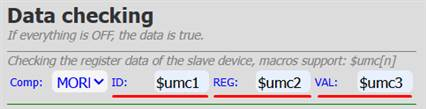 Data checking
If everything is OFF, the data is true.
Checking the register data of the slave device, macros support: $umc[n]
Comp: MORI ID: $umc1 REG: $umc2 VAL: $umc3